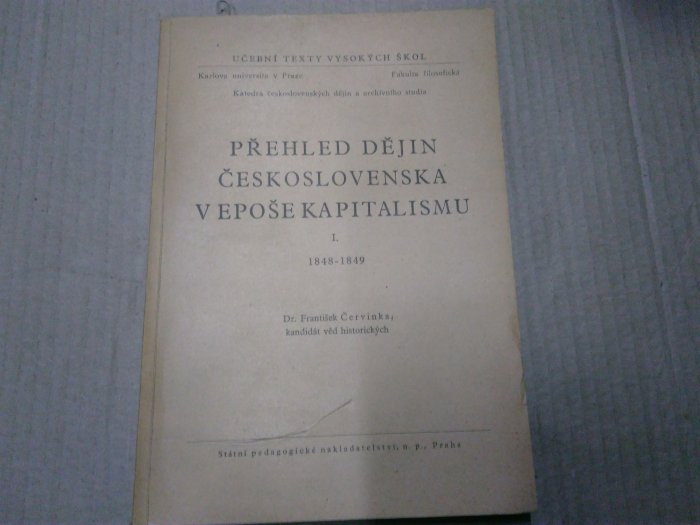 UČEBNÍ TEXTY VYSOKÝCH ŠKOL
Karlova universita v Praze Fakulta filosofická
Katedra československých dějin a archivního studia
PŘEHLED DĚJIN
ČESKOSLOVENSKA
V EPOŠE KAPITALISMU
I.
1848-1849
Dr. František Červinka,
kandidát věd historických
Státní pedagogické nakladatelství, n. p., Praha